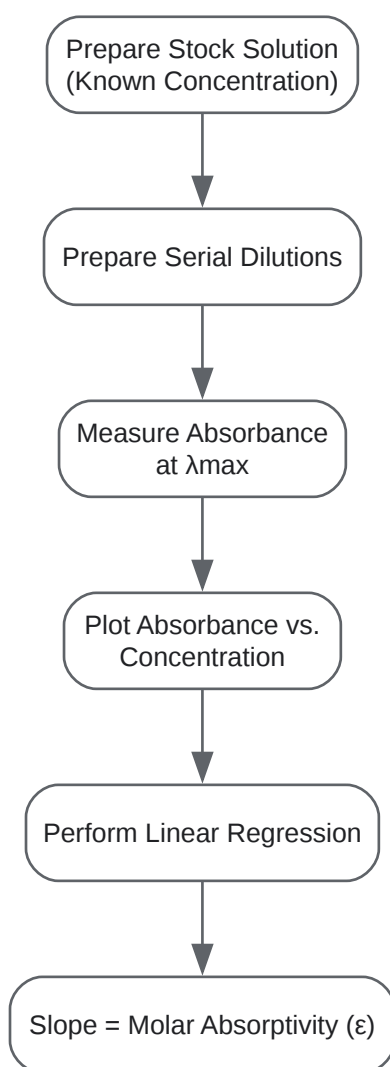 Prepare Stock Solution
(Known Concentration)
Prepare Serial Dilutions
Measure Absorbance
at λmax
Plot Absorbance vs.
Concentration
Perform Linear Regression
Slope = Molar Absorptivity (ε)